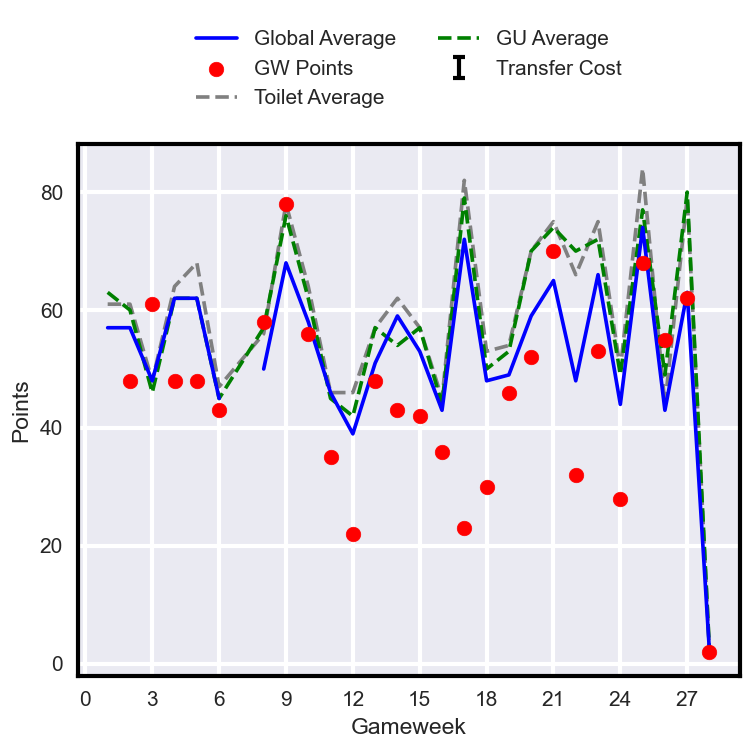 Global Average
GW Points
Toilet Average
GU Average
Transfer Cost
Points
80
60
40
20
0
0 3 6 9 12 15 18 21 24 27
Gameweek